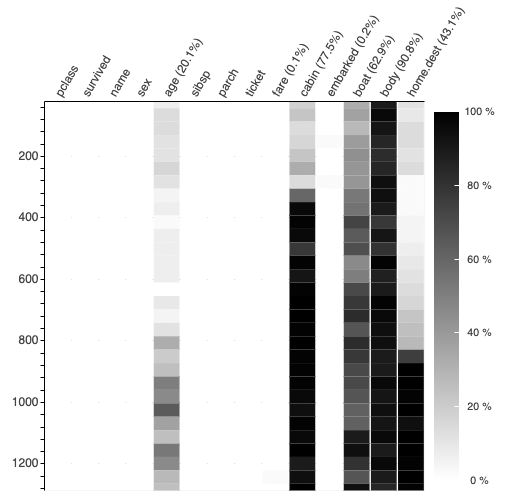 pclass
survived
name
sex
age (20.1%)
sibsp
parch
ticket
fare (0.1%)
cabin (77.5%)
embarked (0.2%)
boat (62.9%)
body (90.8%)
home.dest (43.1%)
200
400
600
800
1000
1200
100 %
80 %
60 %
40 %
20 %
0 %